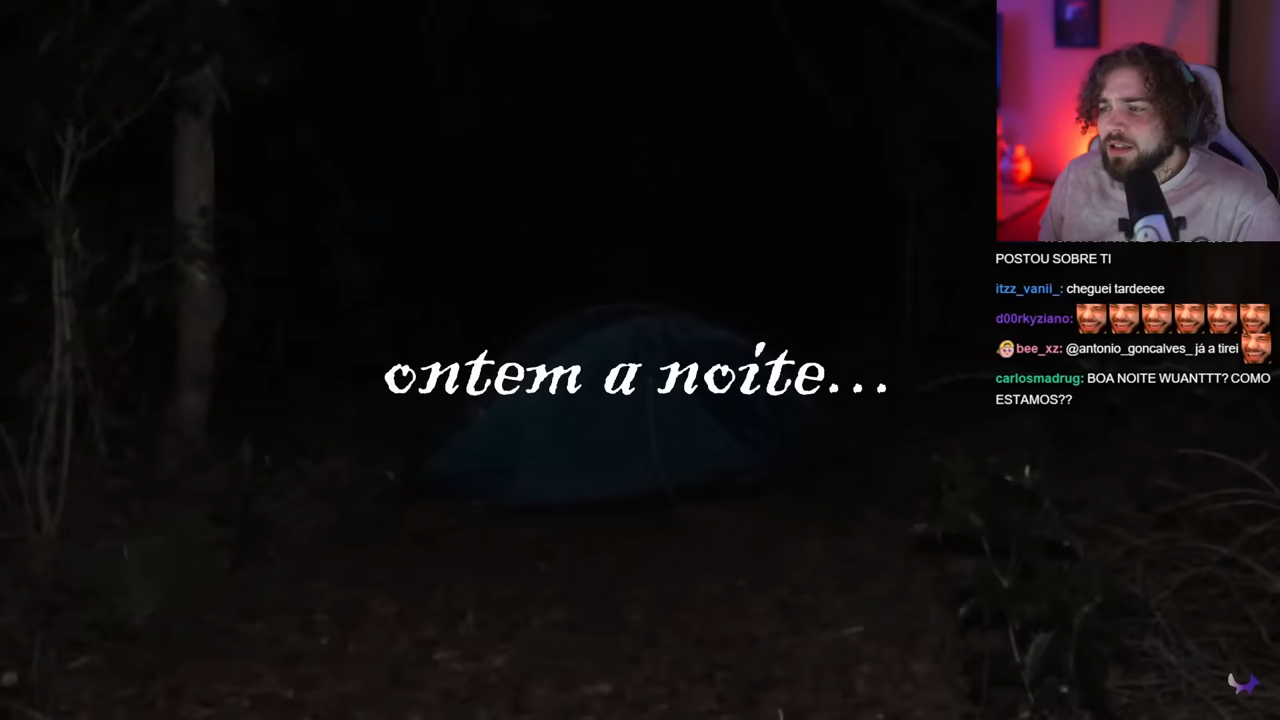 ontem a noite...
POSTOU SOBRE TI
itzz_vanii_: cheguei tardeeee
d00rkyziano:
bee_xz: @antonio_goncalves_ já a tirei
carlosmadrug: BOA NOITE WUANTTT? COMO
ESTAMOS??